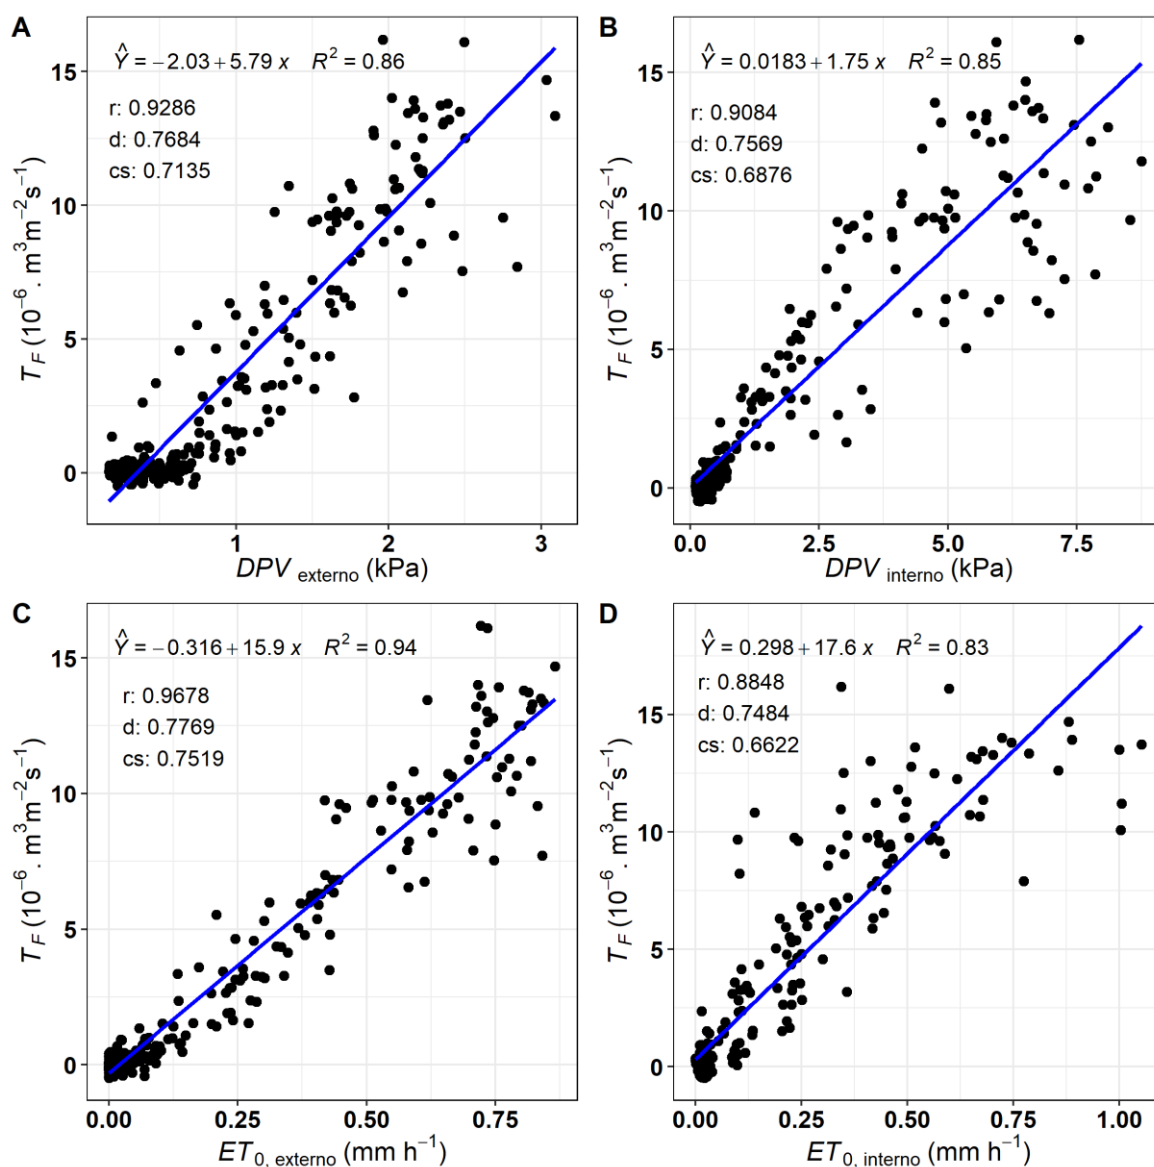 A
Ŷ = −2.03 + 5.79 x R² = 0.86
r: 0.9286
d: 0.7684
cs: 0.7135
15
10
5
0
T_F (10⁻⁶ . m³m⁻²s⁻¹)
1 2 3
DPV externo (kPa)
B
Ŷ = 0.0183 + 1.75 x R² = 0.85
r: 0.9084
d: 0.7569
cs: 0.6876
15
10
5
0
T_F (10⁻⁶ . m³m⁻²s⁻¹)
0.0 2.5 5.0 7.5
DPV interno (kPa)
C
Ŷ = −0.316 + 15.9 x R² = 0.94
r: 0.9678
d: 0.7769
cs: 0.7519
15
10
5
0
T_F (10⁻⁶ . m³m⁻²s⁻¹)
0.00 0.25 0.50 0.75
ET₀, externo (mm h⁻¹)
D
Ŷ = 0.298 + 17.6 x R² = 0.83
r: 0.8848
d: 0.7484
cs: 0.6622
15
10
5
0
T_F (10⁻⁶ . m³m⁻²s⁻¹)
0.00 0.25 0.50 0.75 1.00
ET₀, interno (mm h⁻¹)